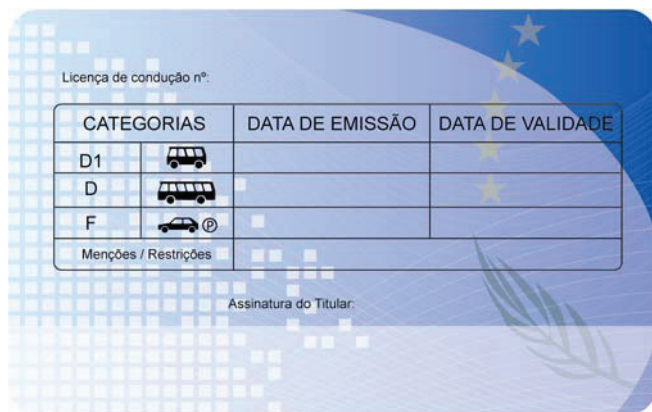 Licença de condução nº:
CATEGORIAS DATA DE EMISSÃO DATA DE VALIDADE
D1
D
F P
Menções / Restrições
Assinatura do Titular: